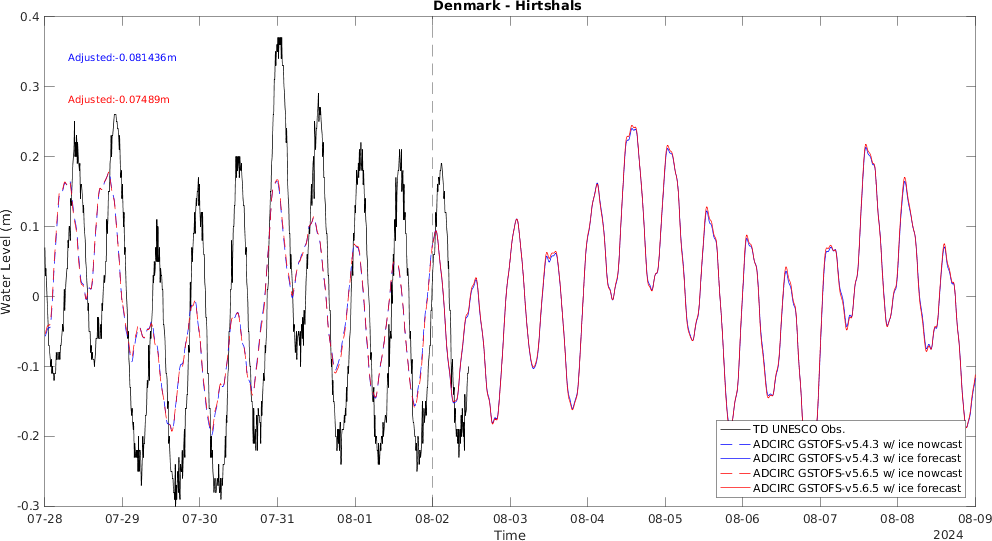 Denmark - Hirtshals
0.4
0.3
0.2
0.1
0
-0.1
-0.2
-0.3
Water Level (m)
Adjusted:-0.081436m
Adjusted:-0.07489m
TD UNESCO Obs.
ADCIRC GSTOFS-v5.4.3 w/ ice nowcast
ADCIRC GSTOFS-v5.4.3 w/ ice forecast
ADCIRC GSTOFS-v5.6.5 w/ ice nowcast
ADCIRC GSTOFS-v5.6.5 w/ ice forecast
07-28 07-29 07-30 07-31 08-01 08-02 08-03 08-04 08-05 08-06 08-07 08-08 08-09
Time
2024